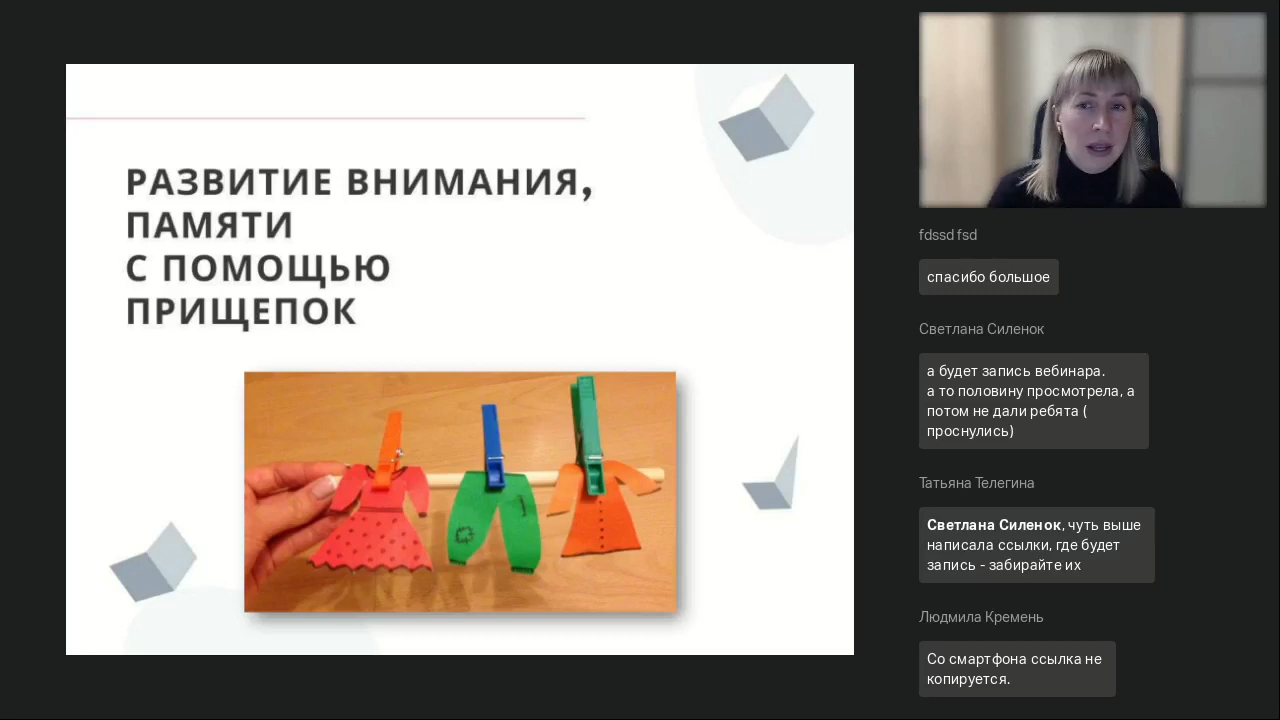 РАЗВИТИЕ ВНИМАНИЯ,
ПАМЯТИ
С ПОМОЩЬЮ
ПРИЩЕПОК
fdssd fsd
спасибо большое
Светлана Силенок
а будет запись вебинара.
а то половину просмотрела, а
потом не дали ребята (
проснулись)
Татьяна Телегина
Светлана Силенок, чуть выше
написала ссылки, где будет
запись - забирайте их
Людмила Кремень
Со смартфона ссылка не
копируется.